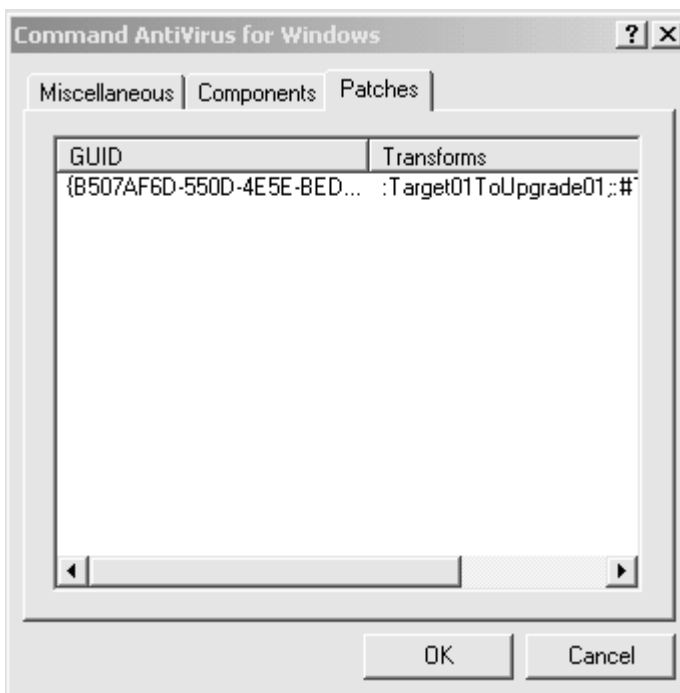 Command AntiVirus for Windows
Miscellaneous Components Patches
GUID Transforms
{B507AF6D-550D-4E5E-BED... :Target01ToUpgrade01;:#
OK Cancel